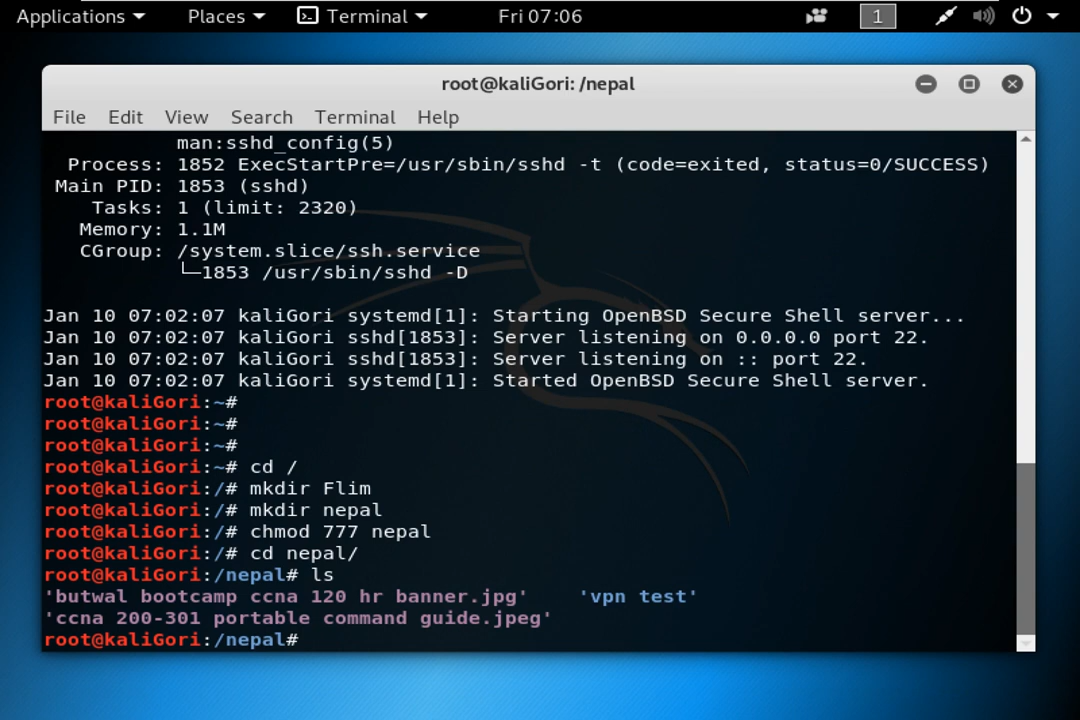 Applications Places Terminal Fri 07:06 1
root@kaliGori: /nepal
File Edit View Search Terminal Help
man:sshd_config(5)
Process: 1852 ExecStartPre=/usr/sbin/sshd -t (code=exited, status=0/SUCCESS)
Main PID: 1853 (sshd)
Tasks: 1 (limit: 2320)
Memory: 1.1M
CGroup: /system.slice/ssh.service
└─1853 /usr/sbin/sshd -D
Jan 10 07:02:07 kaliGori systemd[1]: Starting OpenBSD Secure Shell server...
Jan 10 07:02:07 kaliGori sshd[1853]: Server listening on 0.0.0.0 port 22.
Jan 10 07:02:07 kaliGori sshd[1853]: Server listening on :: port 22.
Jan 10 07:02:07 kaliGori systemd[1]: Started OpenBSD Secure Shell server.
root@kaliGori:~#
root@kaliGori:~#
root@kaliGori:~#
root@kaliGori:~# cd /
root@kaliGori:/# mkdir Flim
root@kaliGori:/# mkdir nepal
root@kaliGori:/# chmod 777 nepal
root@kaliGori:/# cd nepal/
root@kaliGori:/nepal# ls
'butwal bootcamp ccna 120 hr banner.jpg' 'vpn test'
'ccna 200-301 portable command guide.jpeg'
root@kaliGori:/nepal#